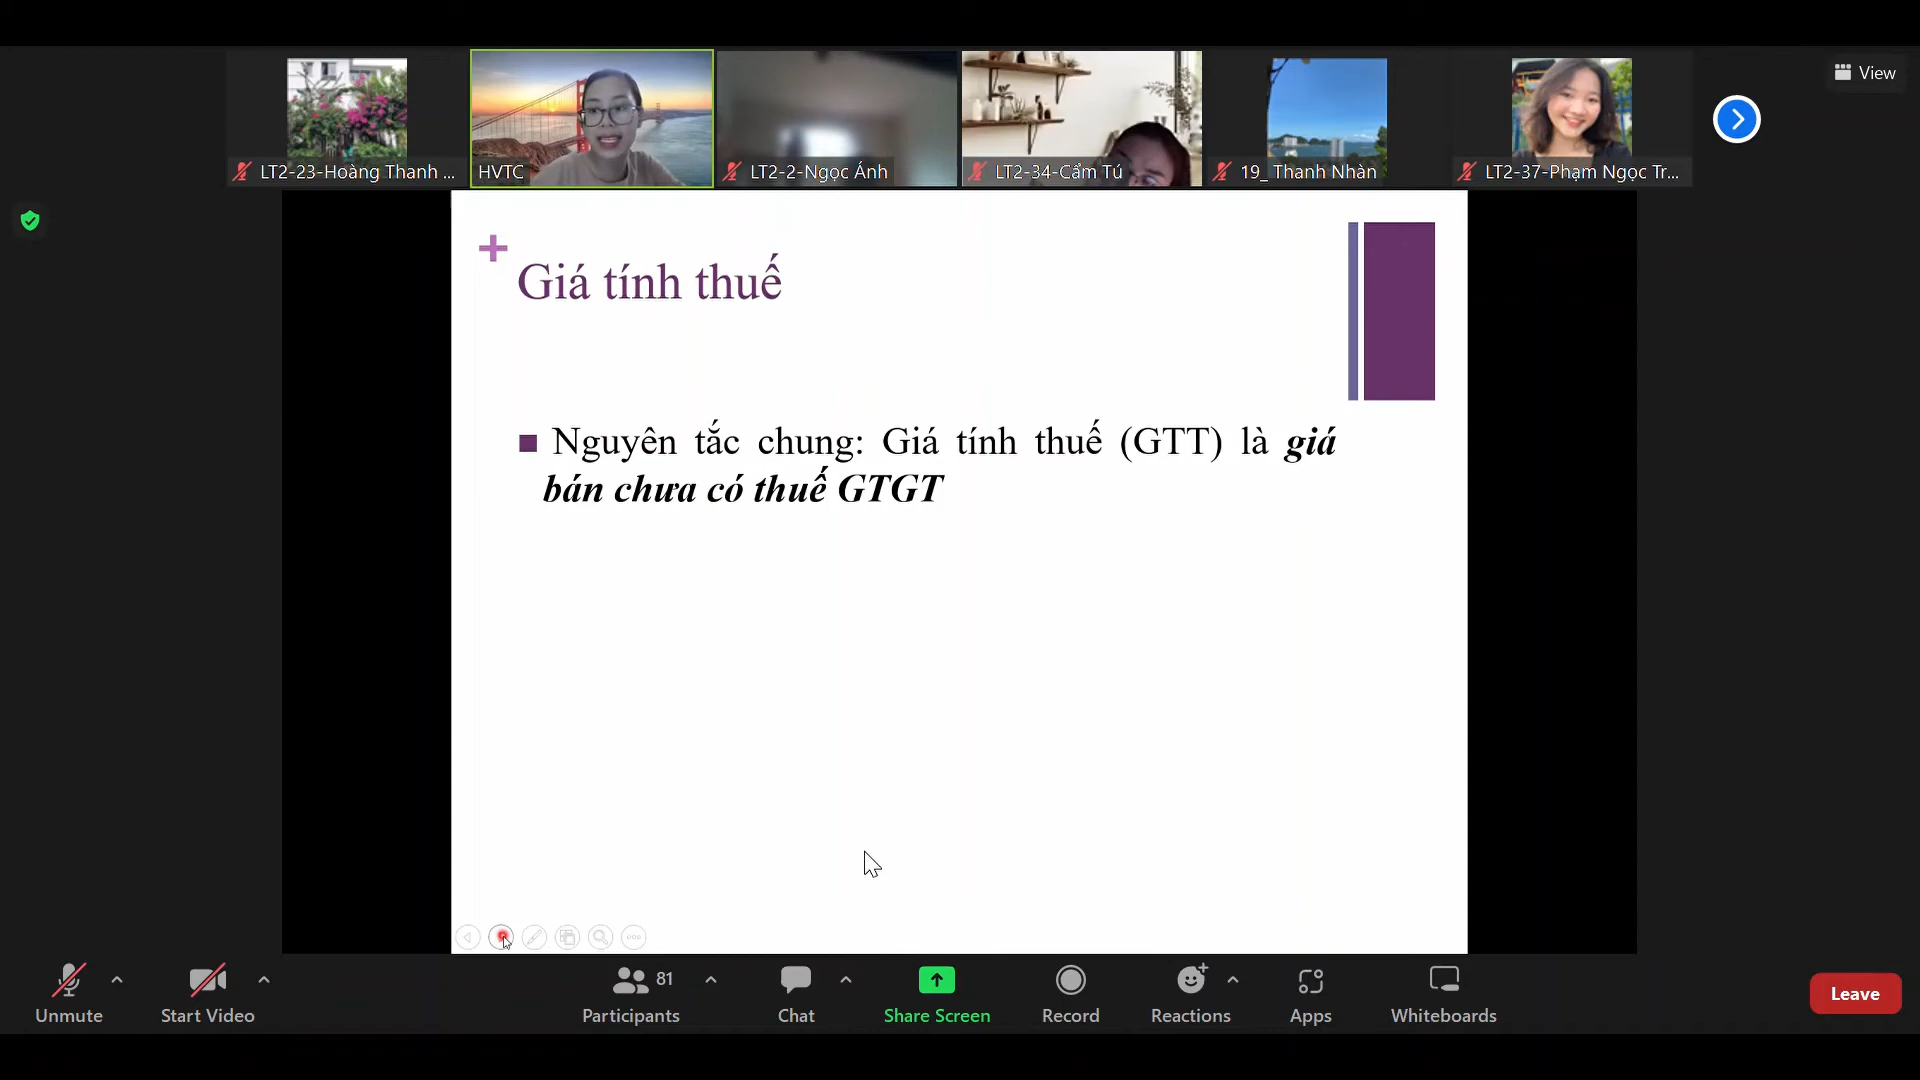 View
LT2-23-Hoàng Thanh ...
HVTC
LT2-2-Ngọc Ánh
LT2-34-Cẩm Tú
19_ Thanh Nhàn
LT2-37-Phạm Ngọc Tr...
+
Giá tính thuế
Nguyên tắc chung: Giá tính thuế (GTT) là giá
bán chưa có thuế GTGT
81
Unmute
Start Video
Participants
Chat
Share Screen
Record
Reactions
Apps
Whiteboards
Leave